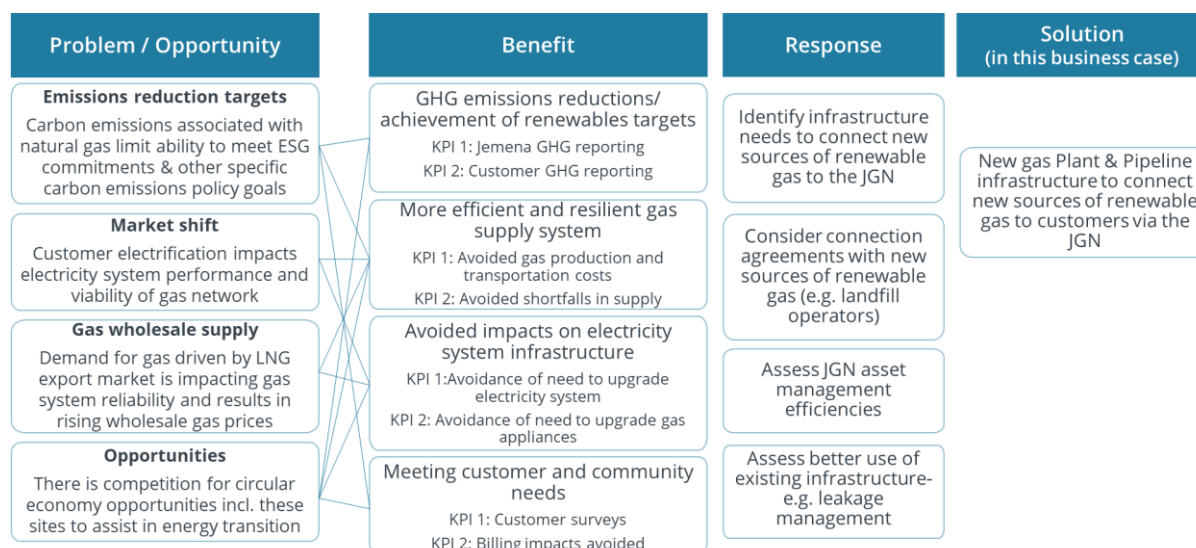 Problem / Opportunity
Emissions reduction targets
Carbon emissions associated with
natural gas limit ability to meet ESG
commitments & other specific
carbon emissions policy goals
Market shift
Customer electrification impacts
electricity system performance and
viability of gas network
Gas wholesale supply
Demand for gas driven by LNG
export market is impacting gas
system reliability and results in
rising wholesale gas prices
Opportunities
There is competition for circular
economy opportunities incl. these
sites to assist in energy transition
Benefit
GHG emissions reductions/
achievement of renewables targets
KPI 1: Jemena GHG reporting
KPI 2: Customer GHG reporting
More efficient and resilient gas
supply system
KPI 1: Avoided gas production and
transportation costs
KPI 2: Avoided shortfalls in supply
Avoided impacts on electricity
system infrastructure
KPI 1:Avoidance of need to upgrade
electricity system
KPI 2: Avoidance of need to upgrade gas
appliances
Meeting customer and community
needs
KPI 1: Customer surveys
KPI 2: Billing impacts avoided
Response
Identify infrastructure
needs to connect new
sources of renewable
gas to the JGN
Consider connection
agreements with new
sources of renewable
gas (e.g. landfill
operators)
Assess JGN asset
management
efficiencies
Assess better use of
existing infrastructure-
e.g. leakage
management
Solution
(in this business case)
New gas Plant & Pipeline
infrastructure to connect
new sources of renewable
gas to customers via the
JGN